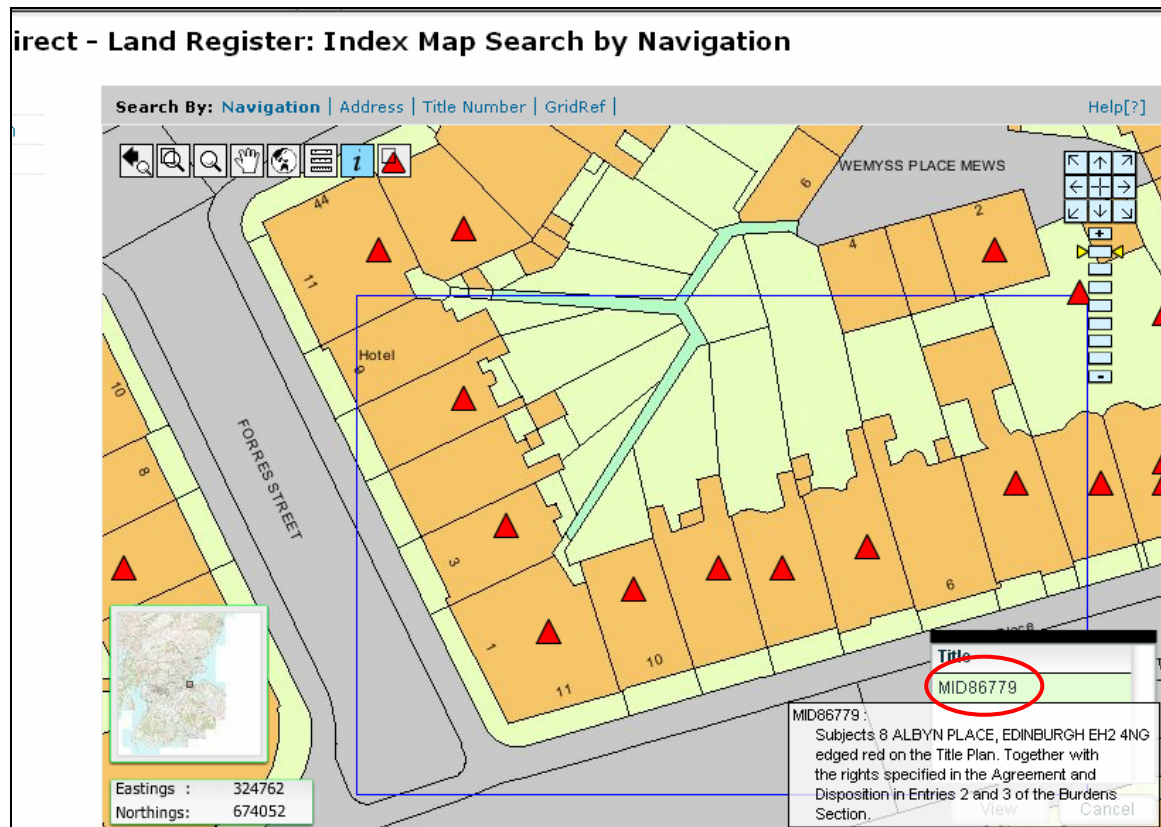 irect - Land Register: Index Map Search by Navigation
Search By: Navigation | Address | Title Number | GridRef |
Help[?]
WEMYSS PLACE MEWS
44
6
2
4
11
Hotel
9
10
8
FORRES STREET
3
1
11
10
6
Title
MID86779
MID86779 :
Subjects 8 ALBYN PLACE, EDINBURGH EH2 4NG
edged red on the Title Plan. Together with
the rights specified in the Agreement and
Disposition in Entries 2 and 3 of the Burdens
Section.
View
Cancel
Eastings : 324762
Northings: 674052